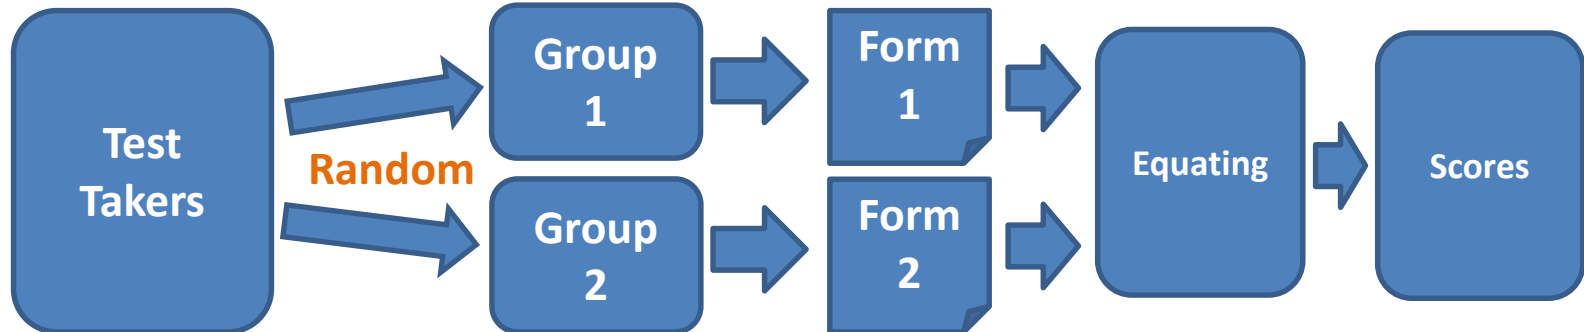 Test
Takers
Random
Group
1
Form
1
Group
2
Form
2
Equating
Scores